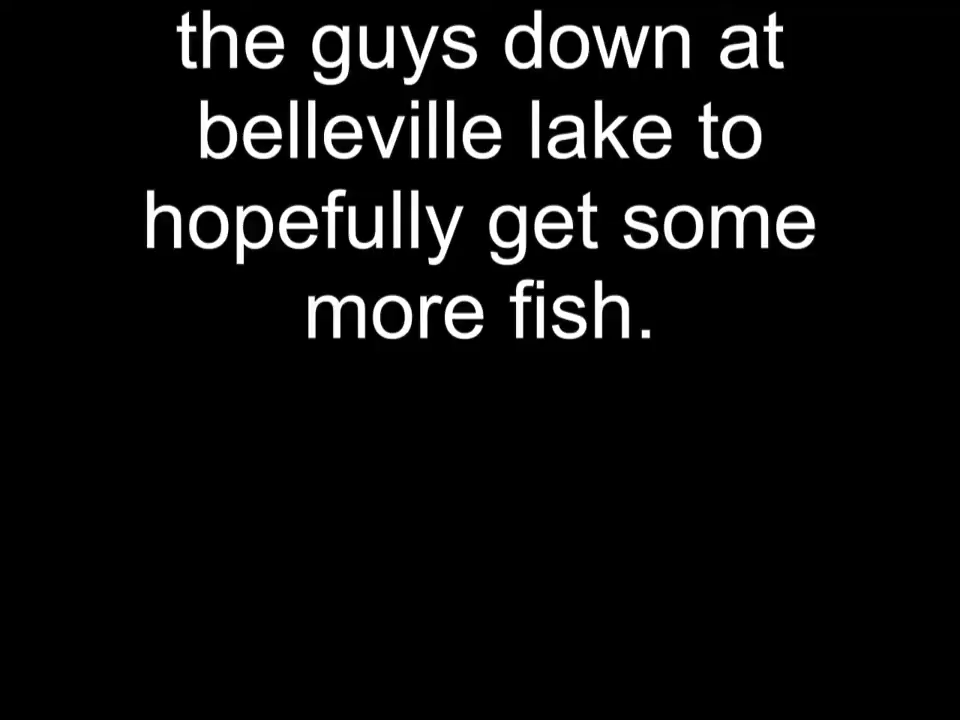 the guys down at
belleville lake to
hopefully get some
more fish.